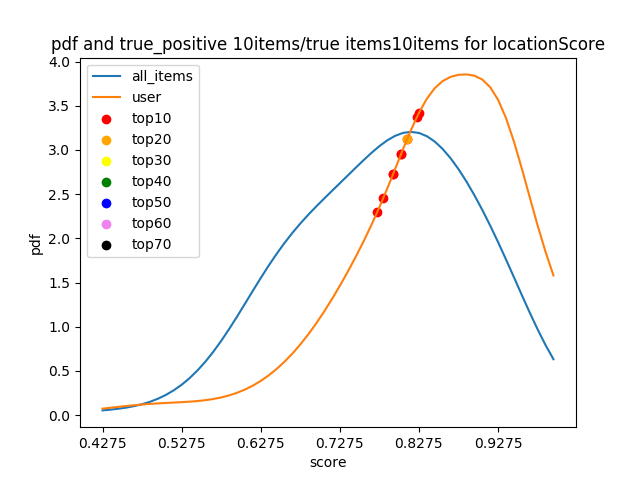 pdf and true_positive 10items/true items10items for locationScore
4.0
3.5
3.0
2.5
2.0
1.5
1.0
0.5
0.0
pdf
all_items
user
top10
top20
top30
top40
top50
top60
top70
0.4275 0.5275 0.6275 0.7275 0.8275 0.9275
score